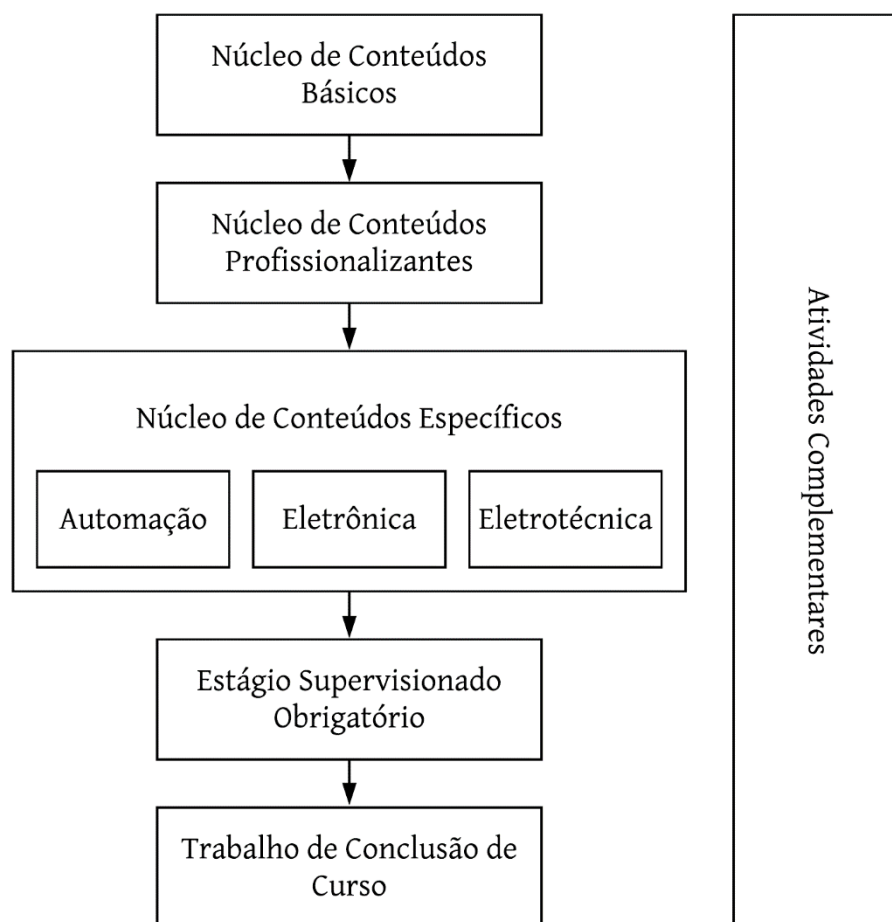 Núcleo de Conteúdos
Básicos
Núcleo de Conteúdos
Profissionalizantes
Núcleo de Conteúdos Específicos
Automação
Eletrônica
Eletrotécnica
Estágio Supervisionado
Obrigatório
Trabalho de Conclusão de
Curso
Atividades Complementares